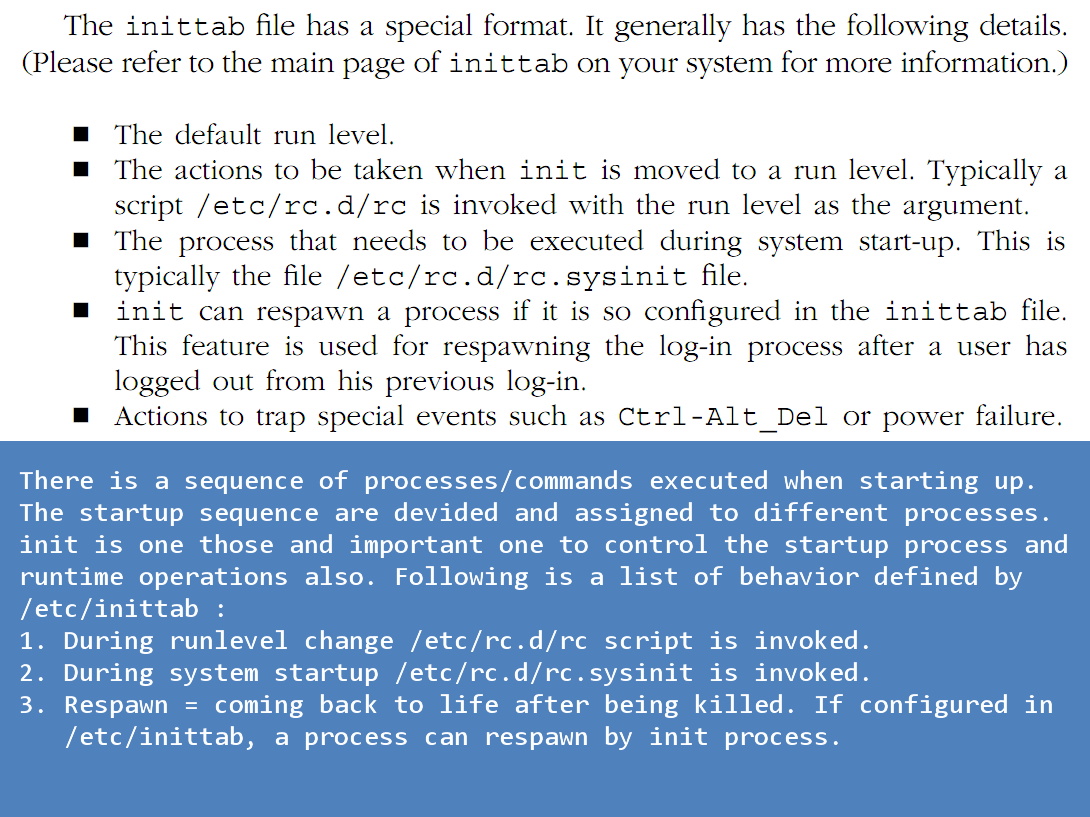 The inittab file has a special format. It generally has the following details.
(Please refer to the main page of inittab on your system for more information.)
■ The default run level.
■ The actions to be taken when init is moved to a run level. Typically a
script /etc/rc.d/rc is invoked with the run level as the argument.
■ The process that needs to be executed during system start-up. This is
typically the file /etc/rc.d/rc.sysinit file.
■ init can respawn a process if it is so configured in the inittab file.
This feature is used for respawning the log-in process after a user has
logged out from his previous log-in.
■ Actions to trap special events such as Ctrl-Alt_Del or power failure.
There is a sequence of processes/commands executed when starting up.
The startup sequence are devided and assigned to different processes.
init is one those and important one to control the startup process and
runtime operations also. Following is a list of behavior defined by
/etc/inittab :
1. During runlevel change /etc/rc.d/rc script is invoked.
2. During system startup /etc/rc.d/rc.sysinit is invoked.
3. Respawn = coming back to life after being killed. If configured in
/etc/inittab, a process can respawn by init process.